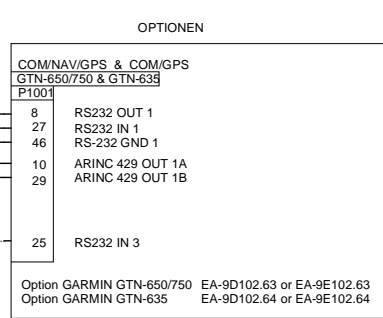 OPTIONEN
COM/NAV/GPS & COM/GPS
GTN-650/750 & GTN-635
P1001
8 RS232 OUT 1
27 RS232 IN 1
46 RS-232 GND 1
10 ARINC 429 OUT 1A
29 ARINC 429 OUT 1B
25 RS232 IN 3
Option GARMIN GTN-650/750 EA-9D102.63 or EA-9E102.63
Option GARMIN GTN-635 EA-9D102.64 or EA-9E102.64